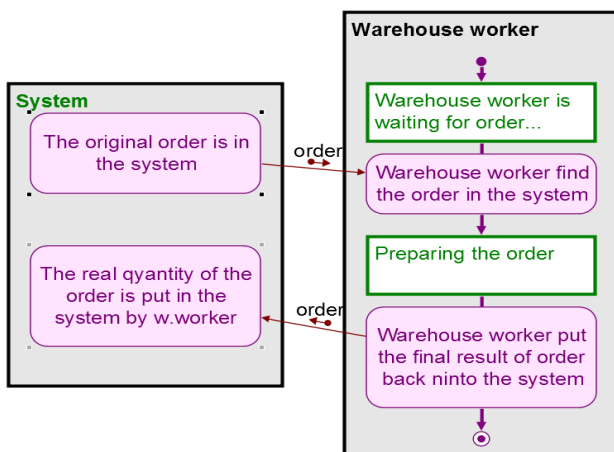 System
The original order is in
the system
order
The real qyantity of the
order is put in the
system by w.worker
order
Warehouse worker
Warehouse worker is
waiting for order...
Warehouse worker find
the order in the system
Preparing the order
Warehouse worker put
the final result of order
back ninto the system